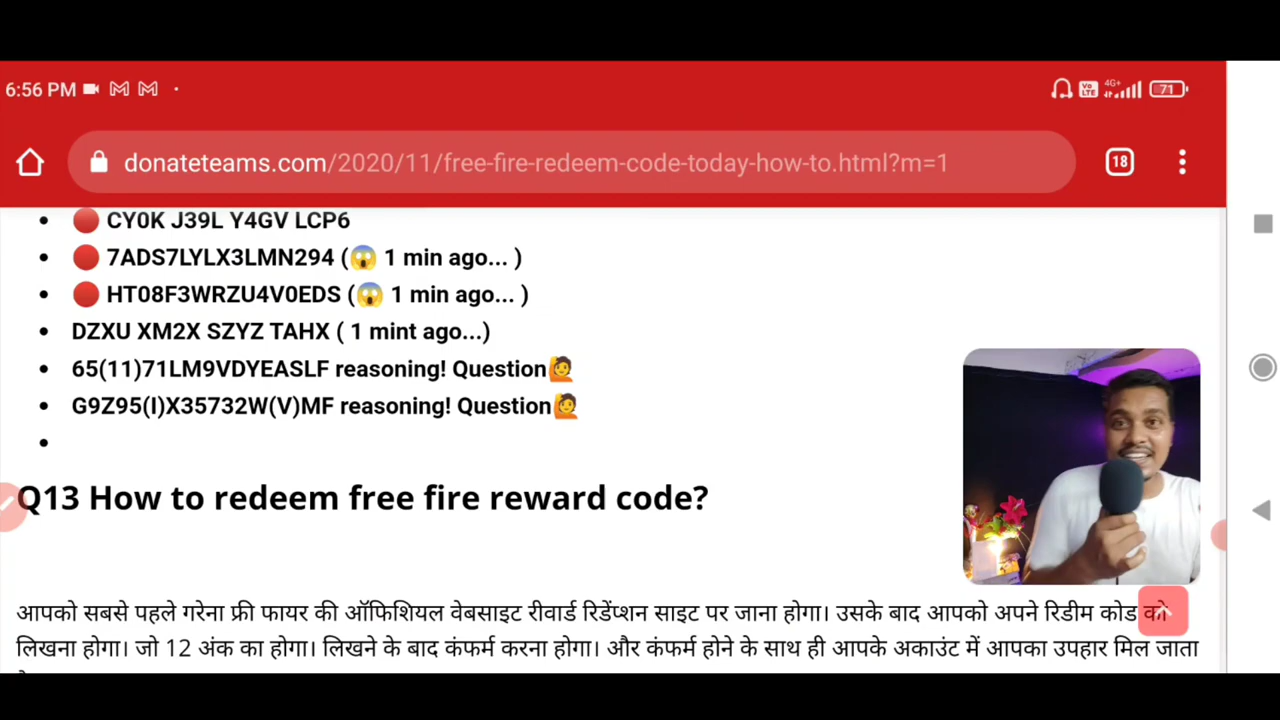 6:56 PM
4G+
Vo LTE
71
donateteams.com/2020/11/free-fire-redeem-code-today-how-to.html?m=1
18
• 🔴 CY0K J39L Y4GV LCP6
• 🔴 7ADS7LYLX3LMN294 (😱 1 min ago... )
• 🔴 HT08F3WRZU4V0EDS (😱 1 min ago... )
• DZXU XM2X SZYZ TAHX ( 1 mint ago...)
• 65(11)71LM9VDYEASLF reasoning! Question🙋
• G9Z95(I)X35732W(V)MF reasoning! Question🙋
•
Q13 How to redeem free fire reward code?
आपको सबसे पहले गरेना फ्री फायर की ऑफिशियल वेबसाइट रीवार्ड रिडेंप्शन साइट पर जाना होगा। उसके बाद आपको अपने रिडीम कोड को
लिखना होगा। जो 12 अंक का होगा। लिखने के बाद कंफर्म करना होगा। और कंफर्म होने के साथ ही आपके अकाउंट में आपका उपहार मिल जाता